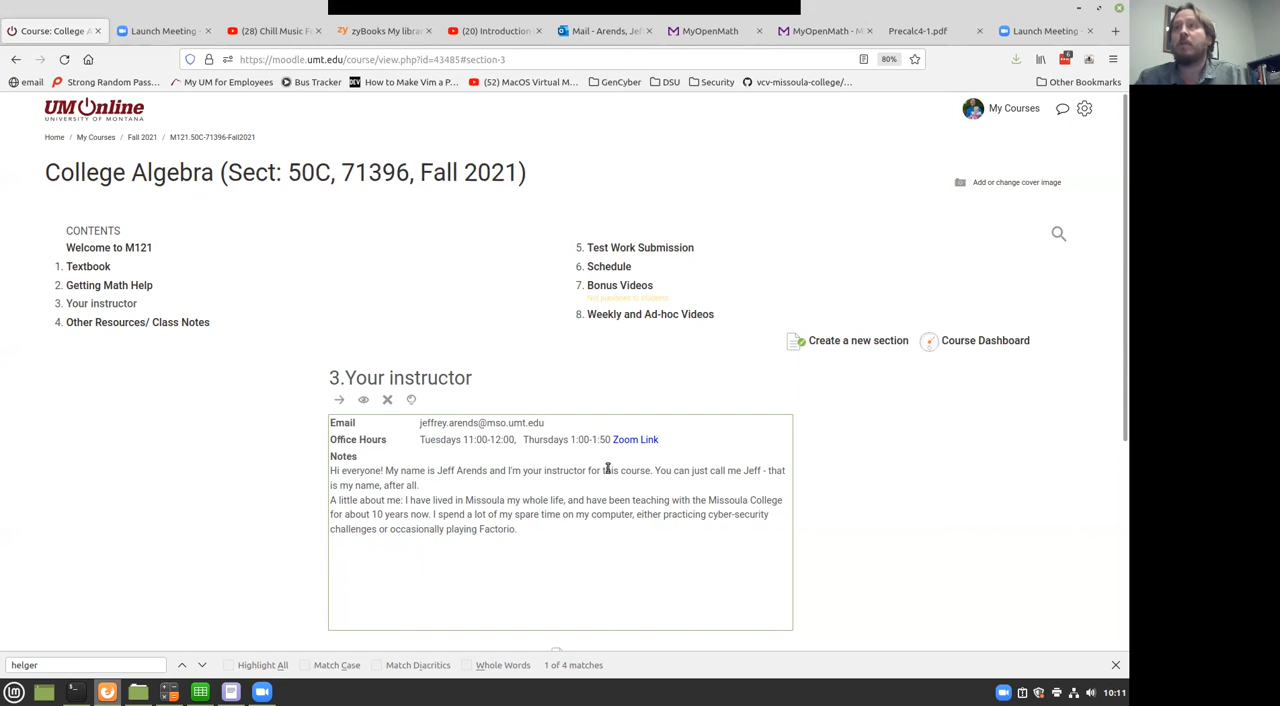 Course: College A
Launch Meeting -
(28) Chill Music F
zyBooks My librar
(20) Introduction
Mail - Arends, Jef
MyOpenMath
MyOpenMath - M
Precalc4-1.pdf
Launch Meeting -
https://moodle.umt.edu/course/view.php?id=43485#section-3
80%
email
Strong Random Pass...
My UM for Employees
Bus Tracker
How to Make Vim a P...
(52) MacOS Virtual M...
GenCyber
DSU
Security
vcv-missoula-college/...
Other Bookmarks
UMOnline
UNIVERSITY OF MONTANA
My Courses
Home / My Courses / Fall 2021 / M121.50C-71396-Fall2021
College Algebra (Sect: 50C, 71396, Fall 2021)
Add or change cover image
CONTENTS
Welcome to M121
1. Textbook
2. Getting Math Help
3. Your instructor
4. Other Resources/ Class Notes
5. Test Work Submission
6. Schedule
7. Bonus Videos
Not published to students
8. Weekly and Ad-hoc Videos
Create a new section
Course Dashboard
3.Your instructor
Email jeffrey.arends@mso.umt.edu
Office Hours Tuesdays 11:00-12:00, Thursdays 1:00-1:50 Zoom Link
Notes
Hi everyone! My name is Jeff Arends and I'm your instructor for this course. You can just call me Jeff - that
is my name, after all.
A little about me: I have lived in Missoula my whole life, and have been teaching with the Missoula College
for about 10 years now. I spend a lot of my spare time on my computer, either practicing cyber-security
challenges or occasionally playing Factorio.
helger
Highlight All
Match Case
Match Diacritics
Whole Words
1 of 4 matches
10:11